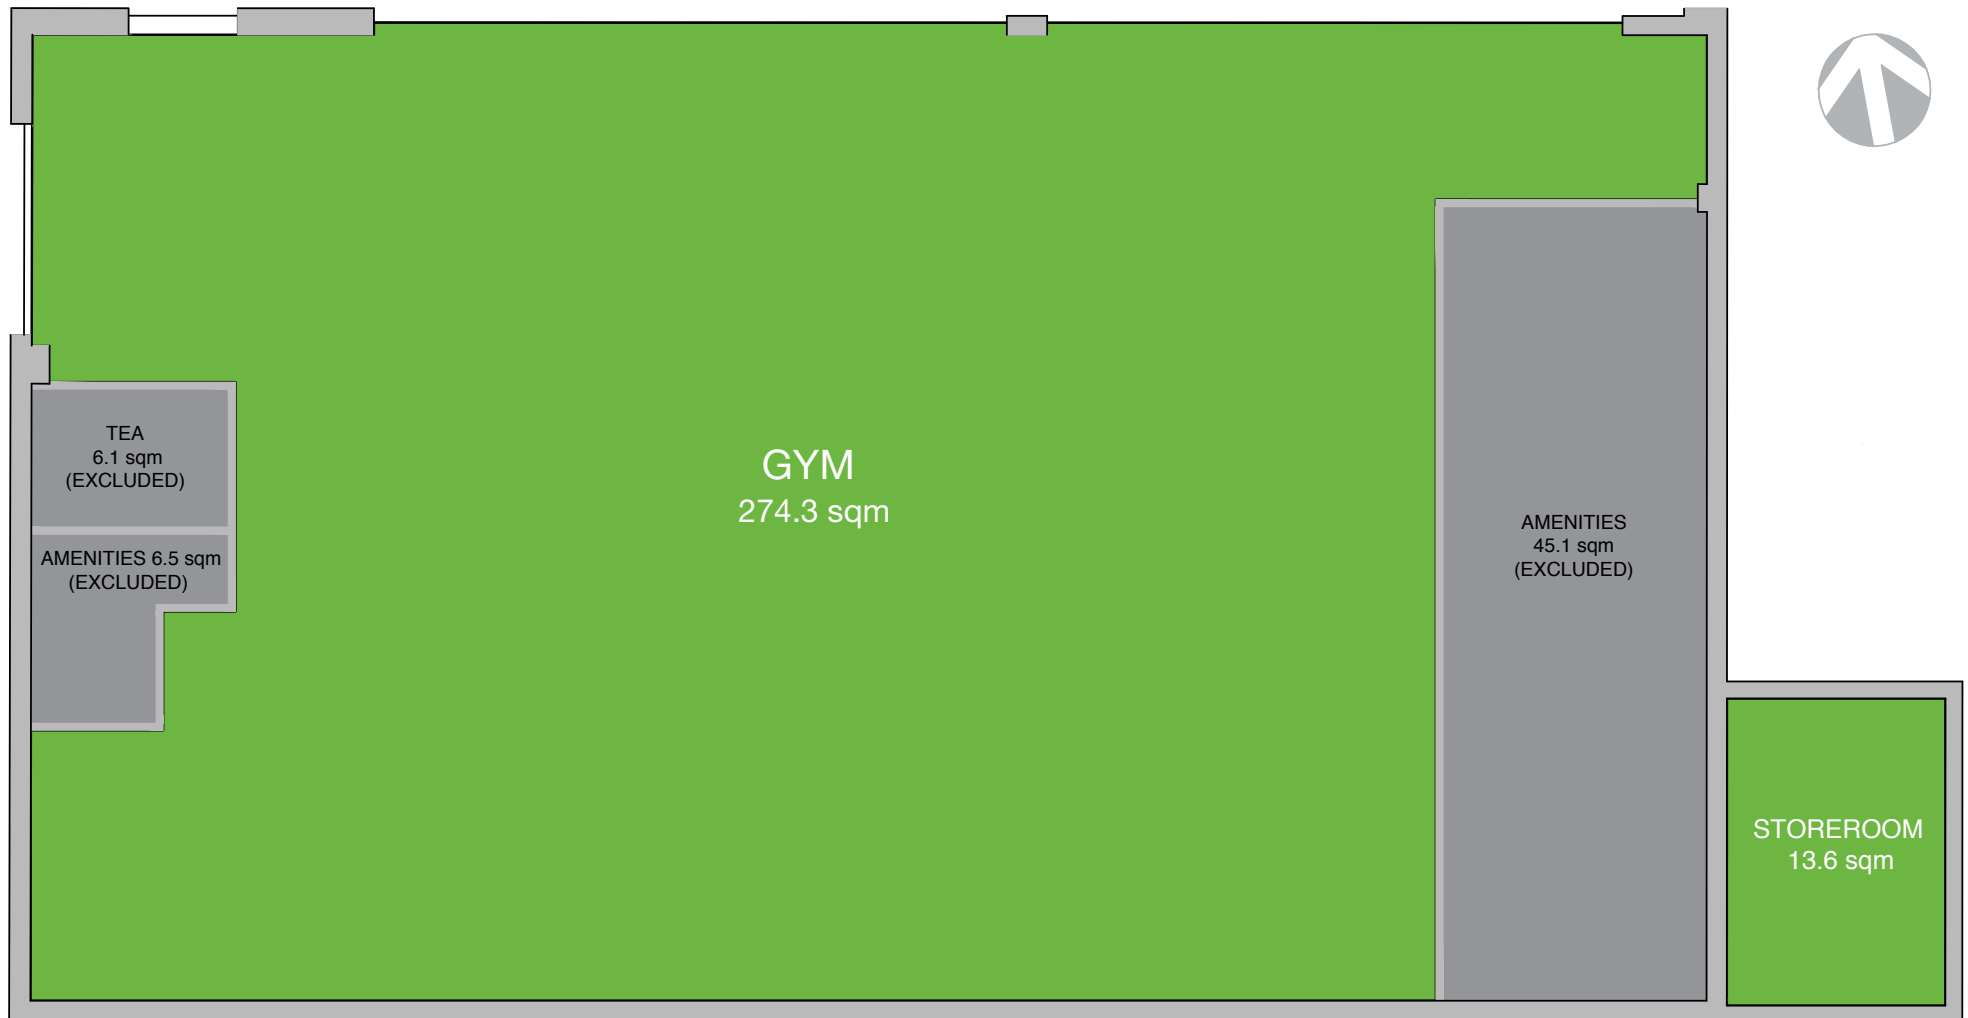 TEA
6.1 sqm
(EXCLUDED)
AMENITIES 6.5 sqm
(EXCLUDED)
GYM
274.3 sqm
AMENITIES
45.1 sqm
(EXCLUDED)
STOREROOM
13.6 sqm